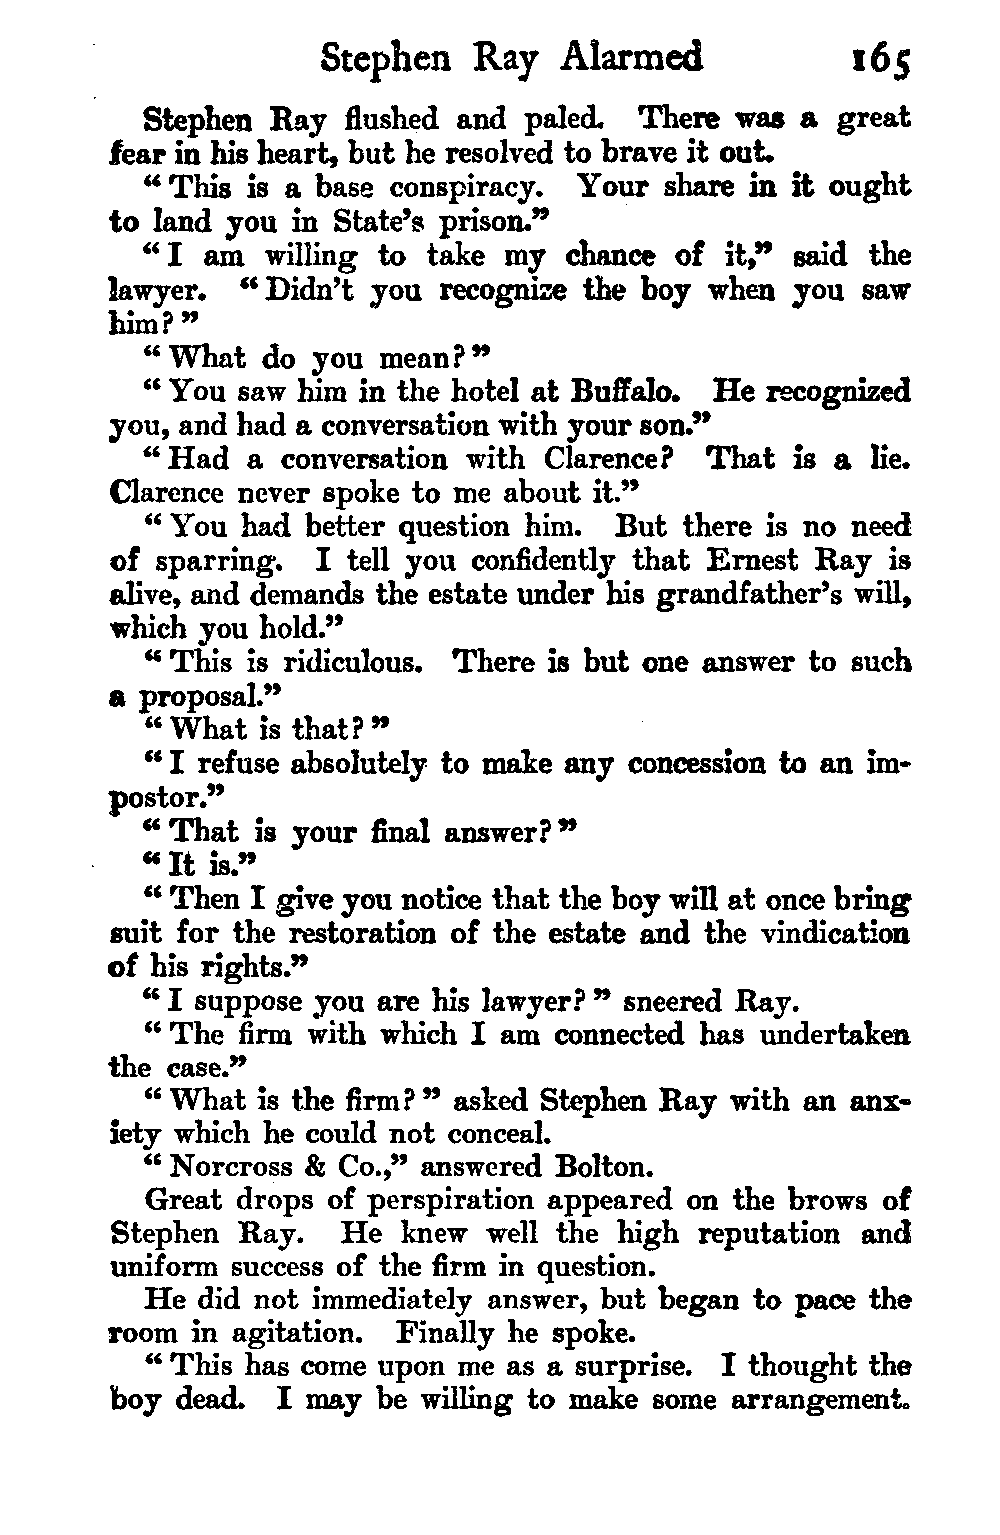 Stephen Ray Alarmed 165
Stephen Ray flushed and paled. There was a great
fear in his heart, but he resolved to brave it out.
“This is a base conspiracy. Your share in it ought
to land you in State’s prison.”
“I am willing to take my chance of it,” said the
lawyer. “Didn’t you recognize the boy when you saw
him?”
“What do you mean?”
“You saw him in the hotel at Buffalo. He recognized
you, and had a conversation with your son.”
“Had a conversation with Clarence? That is a lie.
Clarence never spoke to me about it.”
“You had better question him. But there is no need
of sparring. I tell you confidently that Ernest Ray is
alive, and demands the estate under his grandfather’s will,
which you hold.”
“This is ridiculous. There is but one answer to such
a proposal.”
“What is that?”
“I refuse absolutely to make any concession to an im-
postor.”
“That is your final answer?”
“It is.”
“Then I give you notice that the boy will at once bring
suit for the restoration of the estate and the vindication
of his rights.”
“I suppose you are his lawyer?” sneered Ray.
“The firm with which I am connected has undertaken
the case.”
“What is the firm?” asked Stephen Ray with an anx-
iety which he could not conceal.
“Norcross & Co.,” answered Bolton.
Great drops of perspiration appeared on the brows of
Stephen Ray. He knew well the high reputation and
uniform success of the firm in question.
He did not immediately answer, but began to pace the
room in agitation. Finally he spoke.
“This has come upon me as a surprise. I thought the
boy dead. I may be willing to make some arrangement.